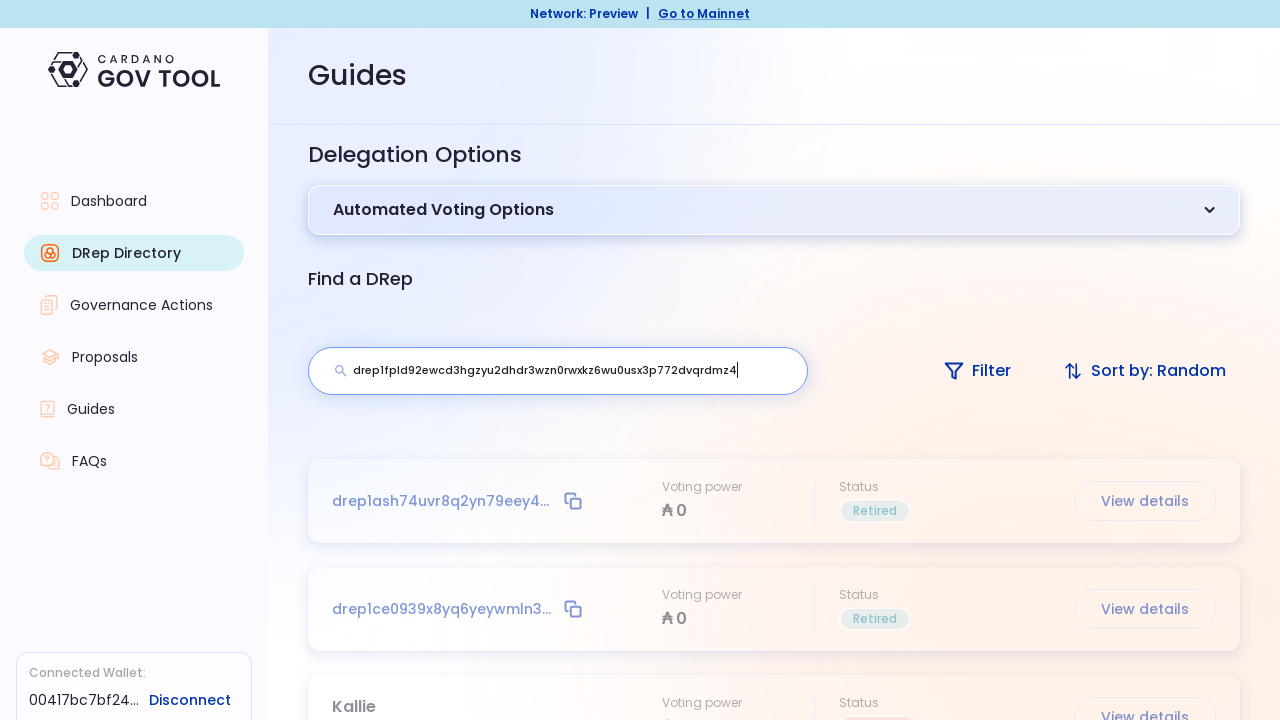 Network: Preview | Go to Mainnet
CARDANO
GOV TOOL
Guides
Dashboard
DRep Directory
Governance Actions
Proposals
Guides
FAQs
Connected Wallet:
00417bc7bf24... Disconnect
Delegation Options
Automated Voting Options
Find a DRep
drep1fpld92ewcd3hgzyu2dhdr3wzn0rwxkz6wu0usx3p772dvqrdmz4
Filter
Sort by: Random
drep1ash74uvr8q2yn79eey4...
Voting power
₳ 0
Status
Retired
View details
drep1ce0939x8yq6yeywmln3...
Voting power
₳ 0
Status
Retired
View details
Kallie
Voting power
Status
View details